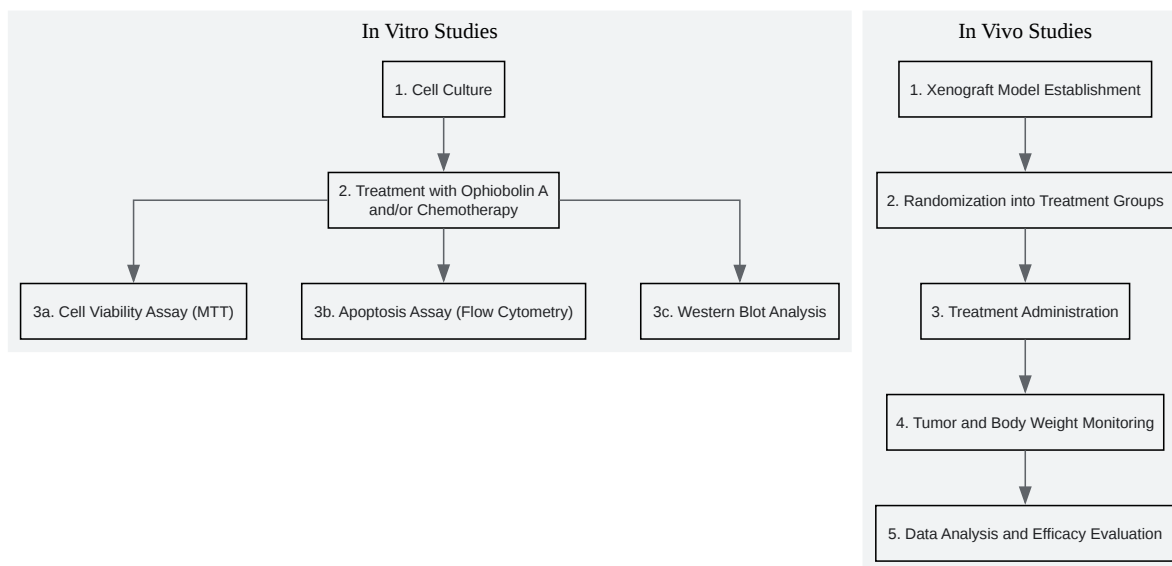 In Vitro Studies
1. Cell Culture
2. Treatment with Ophiobolin A
and/or Chemotherapy
3a. Cell Viability Assay (MTT)
3b. Apoptosis Assay (Flow Cytometry)
3c. Western Blot Analysis
In Vivo Studies
1. Xenograft Model Establishment
2. Randomization into Treatment Groups
3. Treatment Administration
4. Tumor and Body Weight Monitoring
5. Data Analysis and Efficacy Evaluation